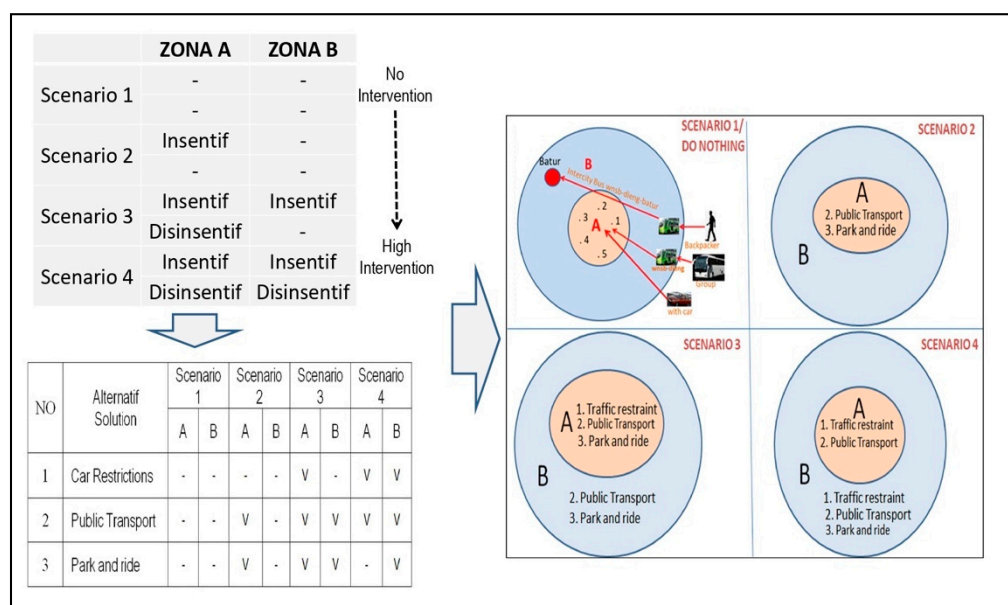 ZONA A ZONA B
Scenario 1 - -
- -
Scenario 2 Insentif -
- -
Scenario 3 Insentif Insentif
Disinsentif -
Scenario 4 Insentif Insentif
Disinsentif Disinsentif
No
Intervention
High
Intervention
NO Alternatif Solution Scenario 1 Scenario 2 Scenario 3 Scenario 4
A B A B A B A B
1 Car Restrictions - - - - V - V V
2 Public Transport - - V - V V V V
3 Park and ride - - V - V V - V
SCENARIO 1/
DO NOTHING
Batur
B
Intercity Bus wnsb-dieng-batur
A
. 2
. 3
. 1
. 4
. 5
Backpacker
wnsb-dieng
Group
with car
SCENARIO 2
A
2. Public Transport
3. Park and ride
B
SCENARIO 3
A
1. Traffic restraint
2. Public Transport
3. Park and ride
B
2. Public Transport
3. Park and ride
SCENARIO 4
A
1. Traffic restraint
2. Public Transport
B
1. Traffic restraint
2. Public Transport
3. Park and ride